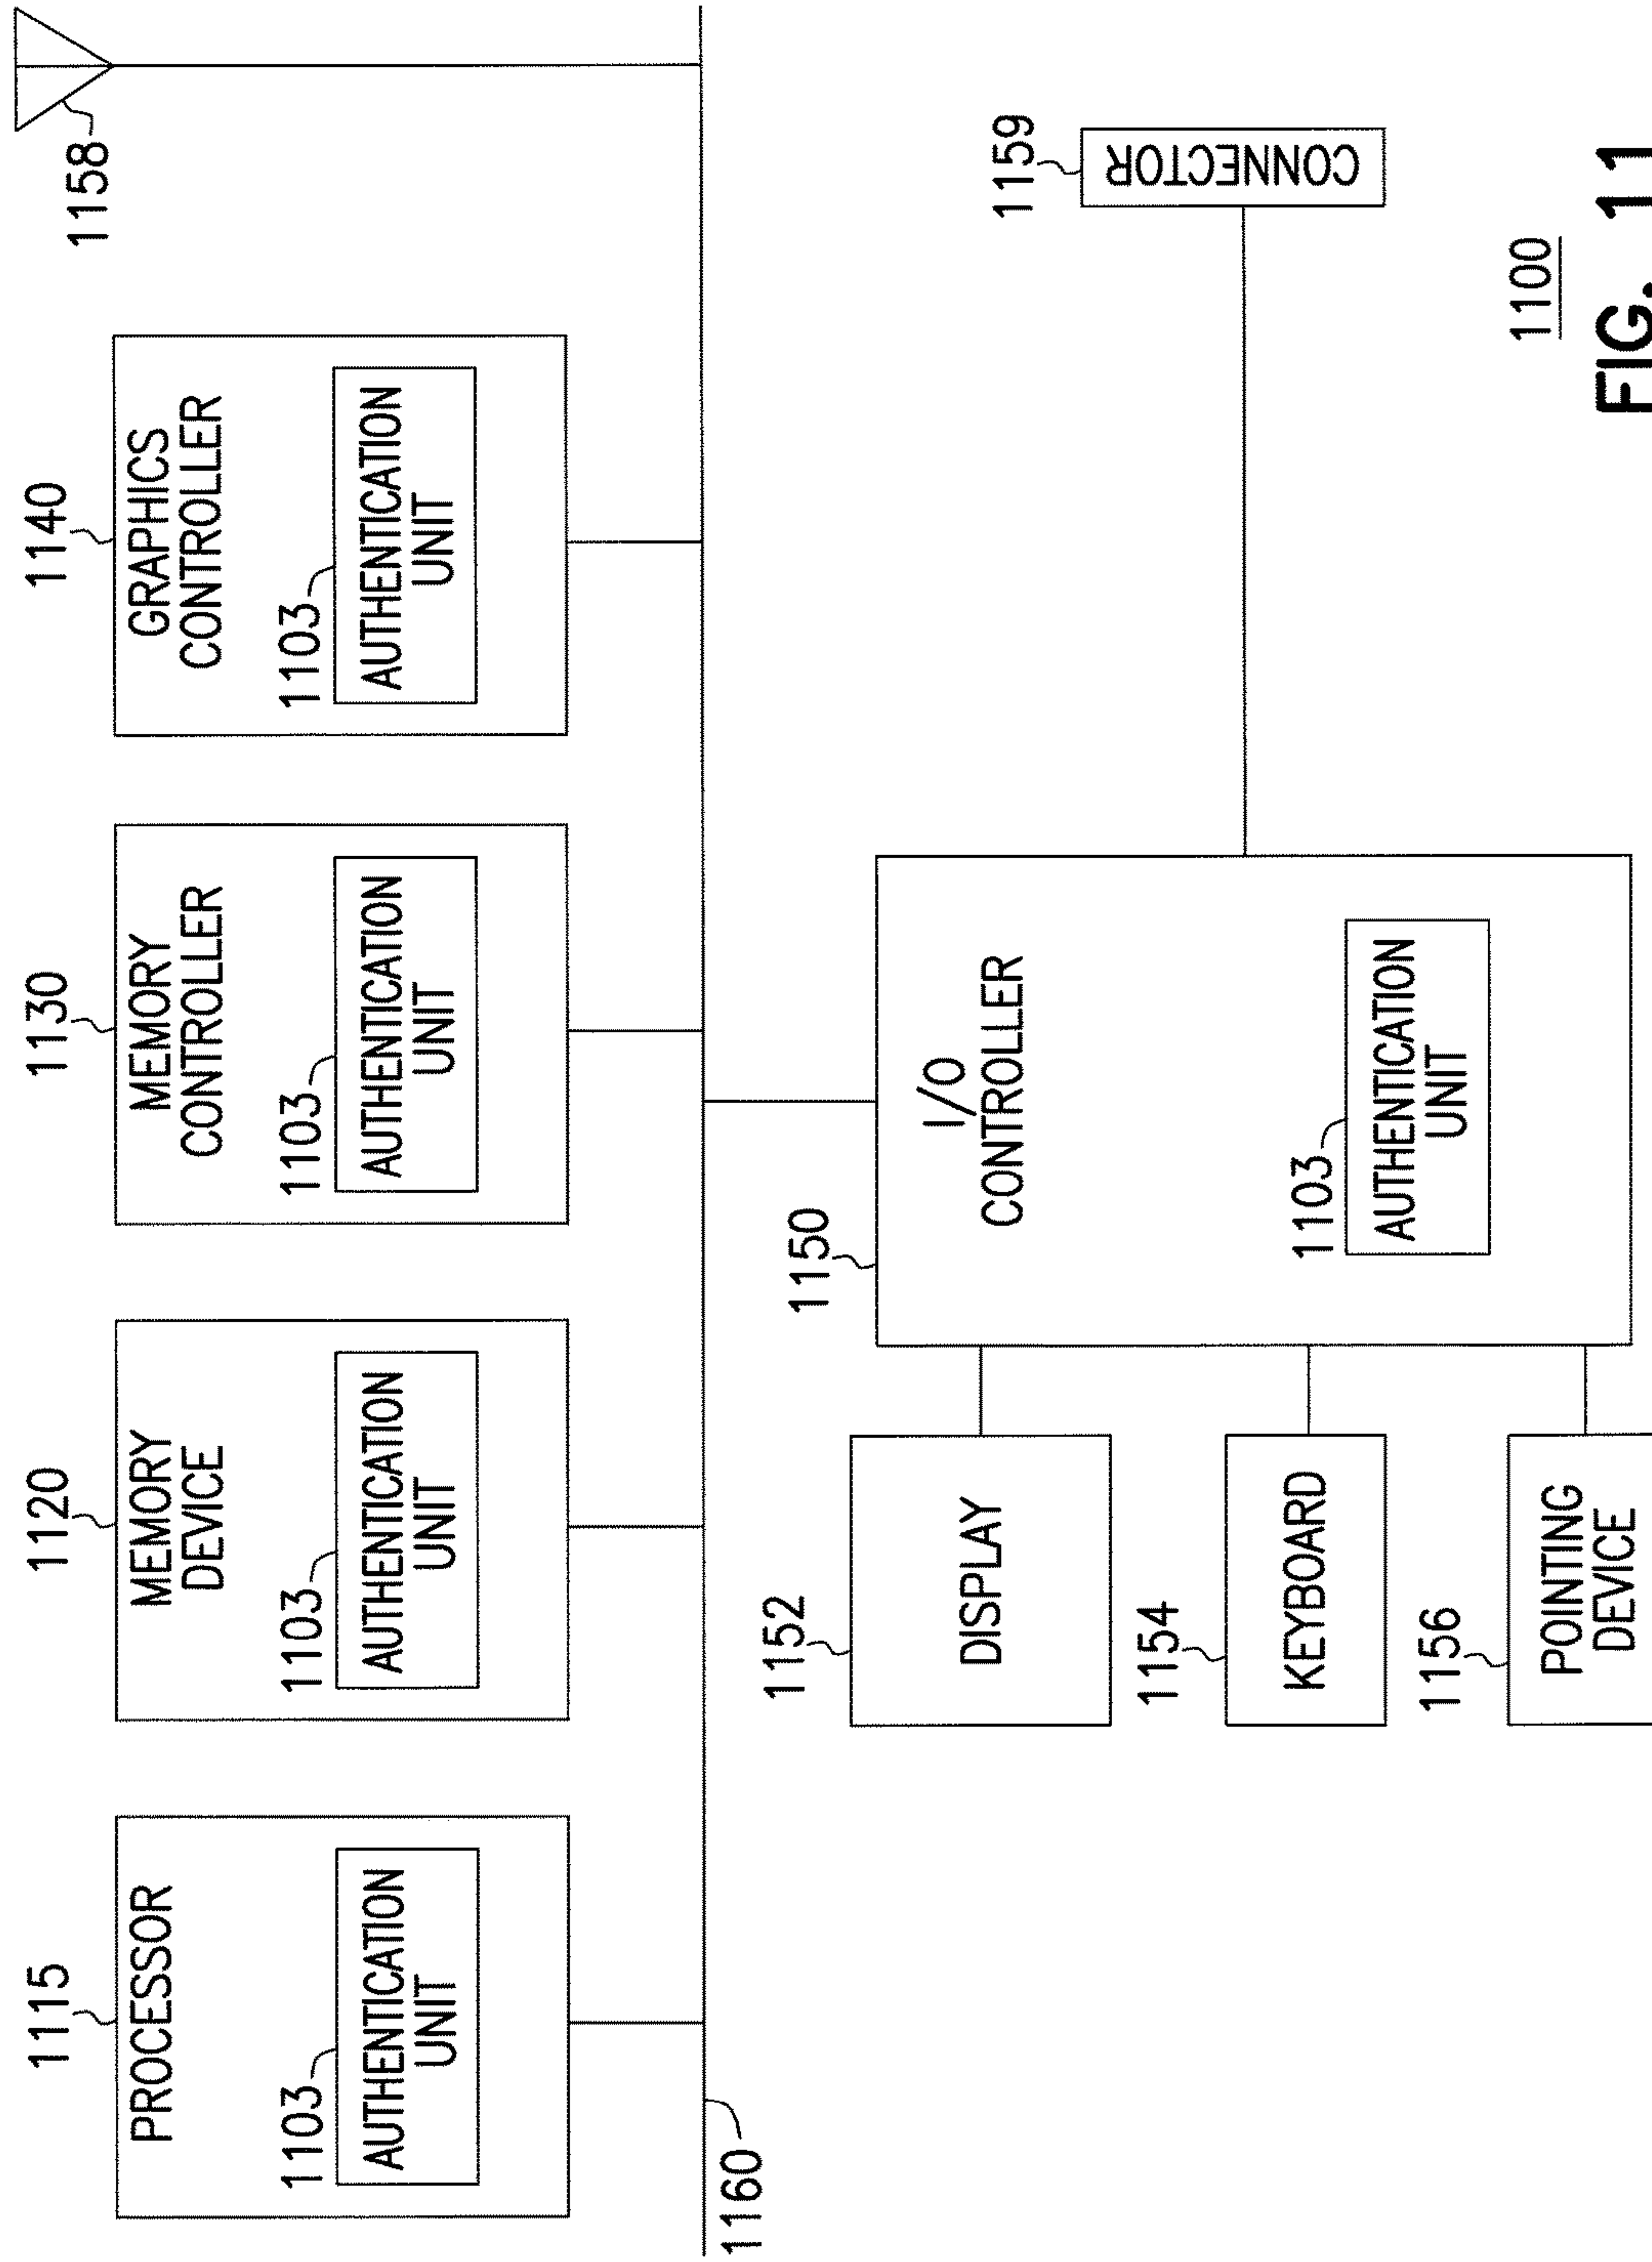 1115
PROCESSOR
1103
AUTHENTICATION
UNIT
1120
MEMORY
DEVICE
1103
AUTHENTICATION
UNIT
1130
MEMORY
CONTROLLER
1103
AUTHENTICATION
UNIT
1140
GRAPHICS
CONTROLLER
1103
AUTHENTICATION
UNIT
1158
1160
1152
DISPLAY
1154
KEYBOARD
1156
POINTING
DEVICE
1150
I/O
CONTROLLER
1103
AUTHENTICATION
UNIT
1159
CONNECTOR
1100
FIG. 11